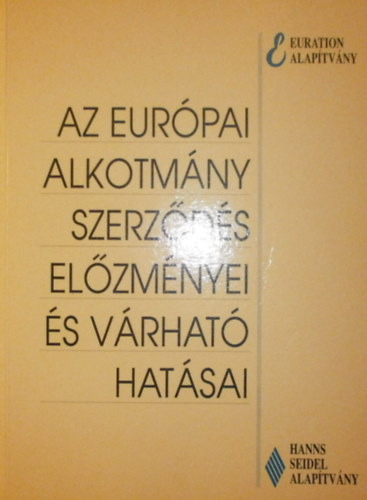 EURATION
ALAPÍTVÁNY
AZ EURÓPAI
ALKOTMÁNY
SZERZŐDÉS
ELŐZMÉNYEI
ÉS VÁRHATÓ
HATÁSAI
HANNS
SEIDEL
ALAPÍTVÁNY